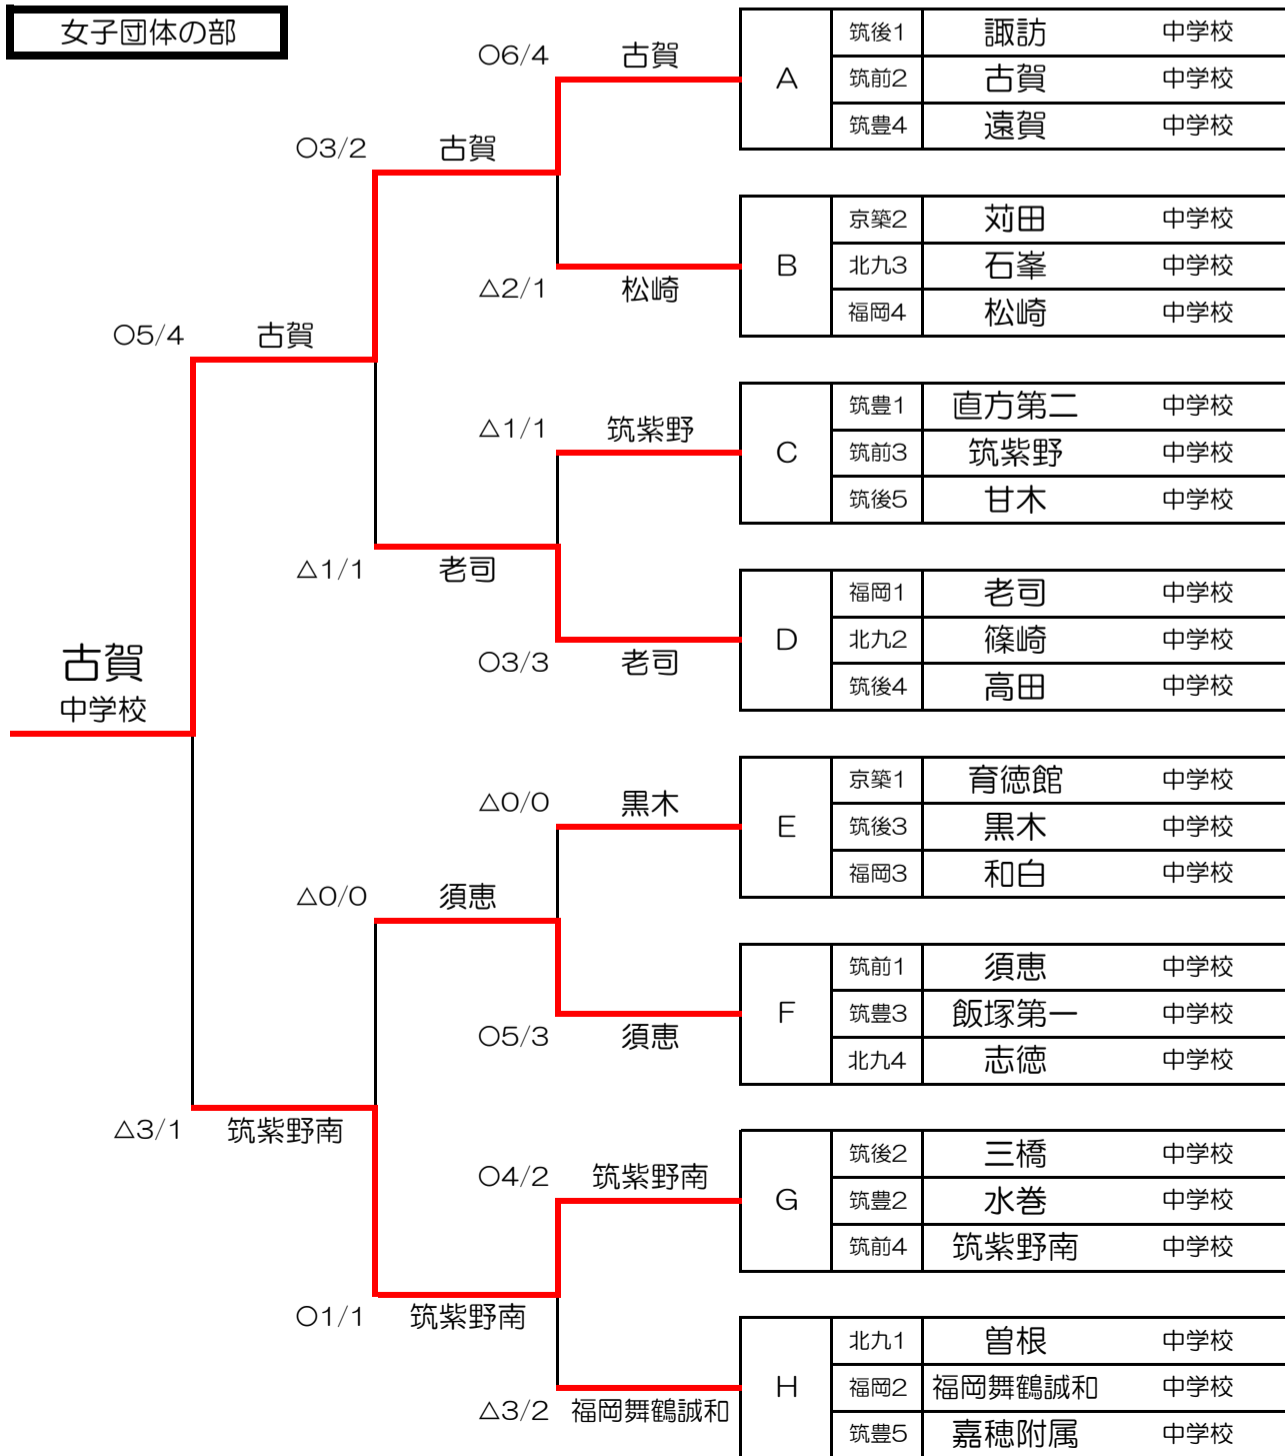 女子団体の部
○6/4 古賀
○3/2 古賀
△2/1 松崎
○5/4 古賀
△1/1 筑紫野
△1/1 老司
○3/3 老司
古賀
中学校
△0/0 黒木
△0/0 須恵
○5/3 須恵
△3/1 筑紫野南
○4/2 筑紫野南
○1/1 筑紫野南
△3/2 福岡舞鶴誠和
A
筑後1 諏訪 中学校
筑前2 古賀 中学校
筑豊4 遠賀 中学校
B
京築2 苅田 中学校
北九3 石峯 中学校
福岡4 松崎 中学校
C
筑豊1 直方第二 中学校
筑前3 筑紫野 中学校
筑後5 甘木 中学校
D
福岡1 老司 中学校
北九2 篠崎 中学校
筑後4 高田 中学校
E
京築1 育徳館 中学校
筑後3 黒木 中学校
福岡3 和白 中学校
F
筑前1 須恵 中学校
筑豊3 飯塚第一 中学校
北九4 志徳 中学校
G
筑後2 三橋 中学校
筑豊2 水巻 中学校
筑前4 筑紫野南 中学校
H
北九1 曽根 中学校
福岡2 福岡舞鶴誠和 中学校
筑豊5 嘉穂附属 中学校